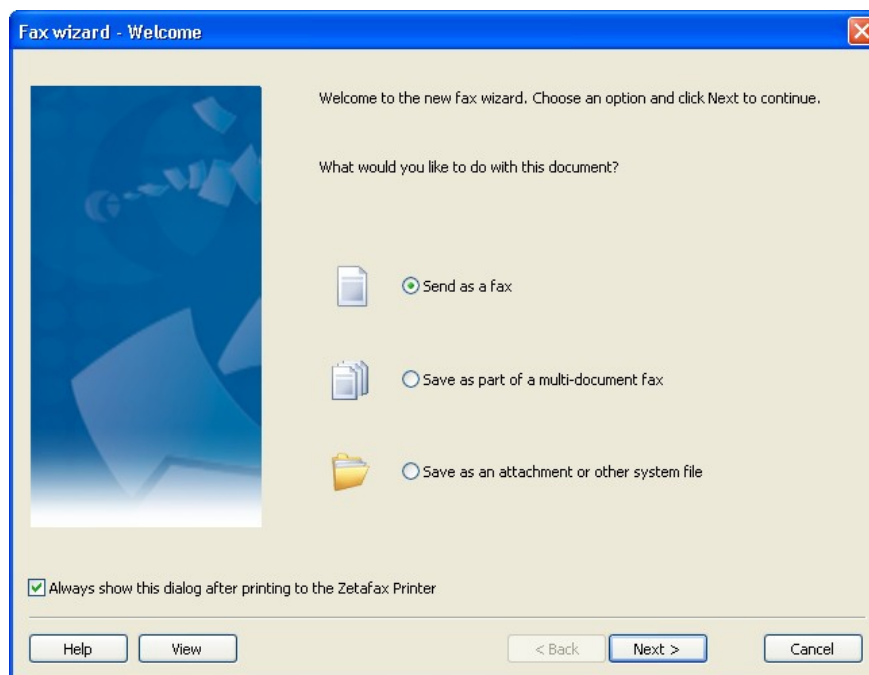 Fax wizard - Welcome
Welcome to the new fax wizard. Choose an option and click Next to continue.
What would you like to do with this document?
Send as a fax
Save as part of a multi-document fax
Save as an attachment or other system file
Always show this dialog after printing to the Zetafax Printer
Help View < Back Next > Cancel